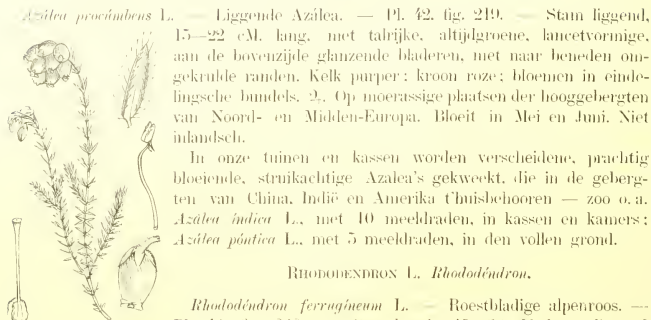 Azálea procúmbens L. — Liggende Azálea. — Pl. 42. fig. 219. — Stam liggend,
15—22 cM. lang, met talrijke, altijdgroene, lancetvormige,
aan de bovenzijde glanzende bladeren, met naar beneden om-
gekrulde randen. Kelk purper; kroon roze; bloemen in einde-
lingsche bundels. 2. Op moerassige plaatsen der hooggebergten
van Noord- en Midden-Europa. Bloeit in Mei en Juni. Niet
inlandsch.
In onze tuinen en kassen worden verscheidene, prachtig
bloeiende, struikachtige Azalea's gekweekt, die in de geberg-
ten van China, Indië en Amerika t'huisbehooren — zoo o. a.
Azálea índica L., met 10 meeldraden, in kassen en kamers;
Azálea póntica L., met 5 meeldraden, in den vollen grond.
RHODODENDRON L. Rhododéndron.
Rhododéndron ferrugíneum L. — Roestbladige alpenroos. —